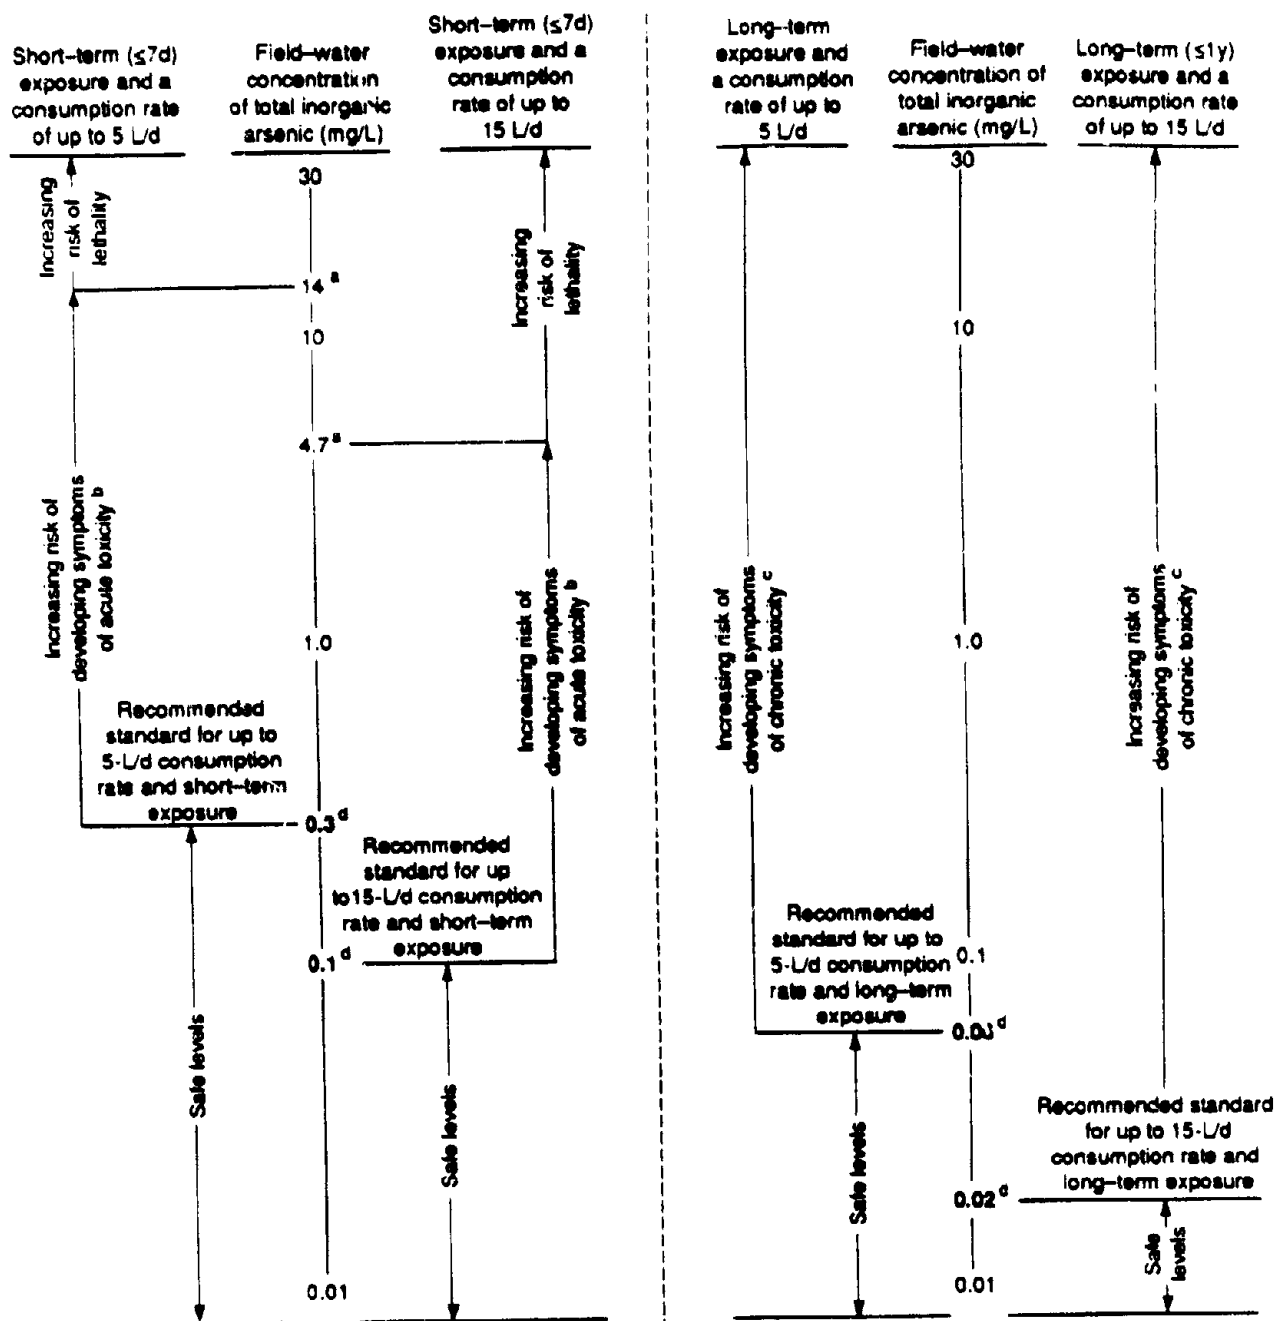 Short–term (≤7d)
exposure and a
consumption rate
of up to 5 L/d
Field–water
concentration
of total inorganic
arsenic (mg/L)
Short–term (≤7d)
exposure and a
consumption
rate of up to
15 L/d
30
14 a
10
4.7 a
1.0
0.3 d
0.1 d
0.01
Increasing
risk of
lethality
Increasing risk of
developing symptoms
of acute toxicity b
Recommended
standard for up to
5-L/d consumption
rate and short–term
exposure
Safe levels
Increasing
risk of
lethality
Increasing risk of
developing symptoms
of acute toxicity b
Recommended
standard for up
to 15-L/d consumption
rate and short–term
exposure
Safe levels
Long–term
exposure and
a consumption
rate of up to
5 L/d
Field–water
concentration of
total inorganic
arsenic (mg/L)
Long–term (≤1y)
exposure and a
consumption rate
of up to 15 L/d
30
10
1.0
0.1
d
0.02 d
0.01
Increasing risk of
developing symptoms
of chronic toxicity c
Recommended
standard for up to
5-L/d consumption
rate and long–term
exposure
Safe levels
Increasing risk of
developing symptoms
of chronic toxicity c
Recommended standard
for up to 15-L/d
consumption rate and
long–term exposure
Safe
levels